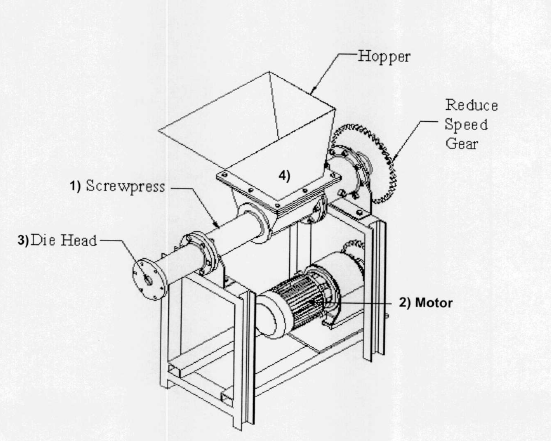 Hopper
Reduce
Speed
Gear
4)
1) Screwpress
3)Die Head
2) Motor